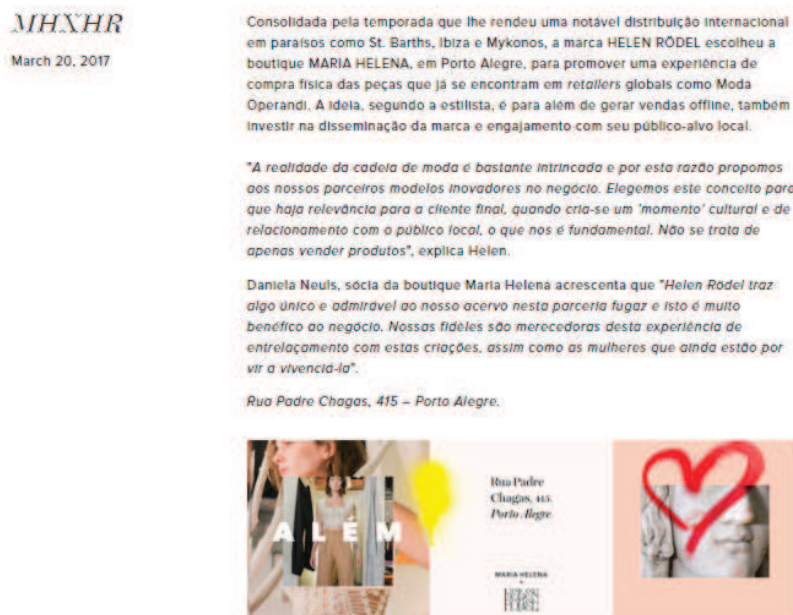 MHXHR
March 20, 2017
Consolidada pela temporada que lhe rendeu uma notável distribuição internacional
em paraísos como St. Barths, Ibiza e Mykonos, a marca HELEN RÖDEL escolheu a
boutique MARIA HELENA, em Porto Alegre, para promover uma experiência de
compra física das peças que já se encontram em retailers globais como Moda
Operandi. A ideia, segundo a estilista, é para além de gerar vendas offline, também
investir na disseminação da marca e engajamento com seu público-alvo local.
"A realidade da cadeia de moda é bastante intrincada e por esta razão propomos
aos nossos parceiros modelos inovadores no negócio. Elegemos este conceito para
que haja relevância para a cliente final, quando cria-se um 'momento' cultural e de
relacionamento com o público local, o que nos é fundamental. Não se trata de
apenas vender produtos", explica Helen.
Daniela Neuls, sócia da boutique Maria Helena acrescenta que "Helen Rödel traz
algo único e admirável ao nosso acervo nesta parceria fugaz e isto é muito
benéfico ao negócio. Nossas fidèles são merecedoras desta experiência de
entrelaçamento com estas criações, assim como as mulheres que ainda estão por
vir a vivenciá-la".
Rua Padre Chagas, 415 – Porto Alegre.
ALÉM
Rua Padre
Chagas, 415.
Porto Alegre.
MARIA HELENA
HELEN
RÖDEL